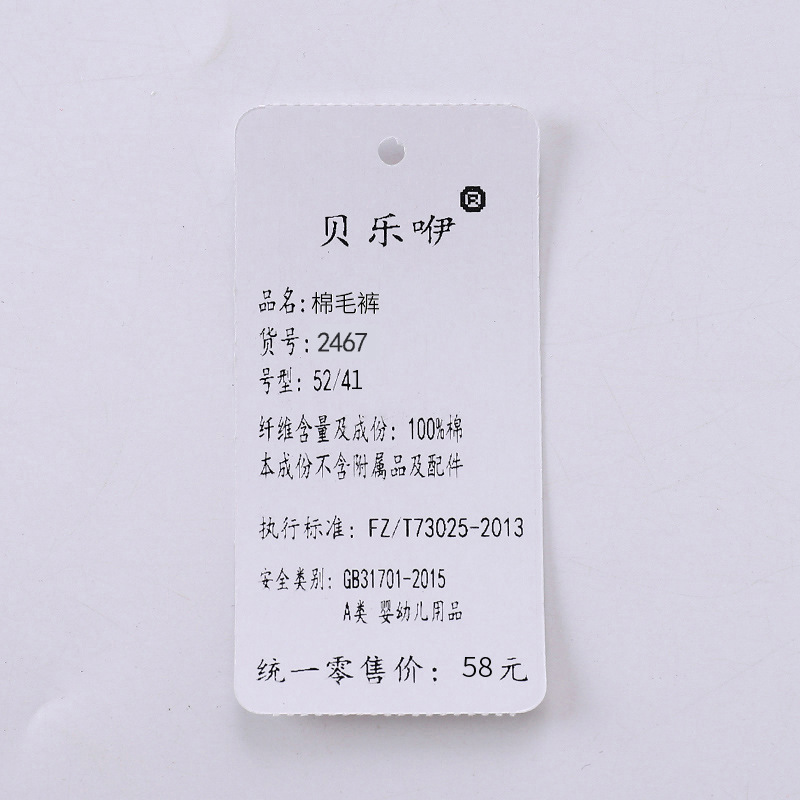 贝乐咿®
品名：棉毛裤
货号：2467
号型：52/41
纤维含量及成份：100%棉
本成份不含附属品及配件
执行标准：FZ/T73025-2013
安全类别：GB31701-2015
A类 婴幼儿用品
统一零售价：58元